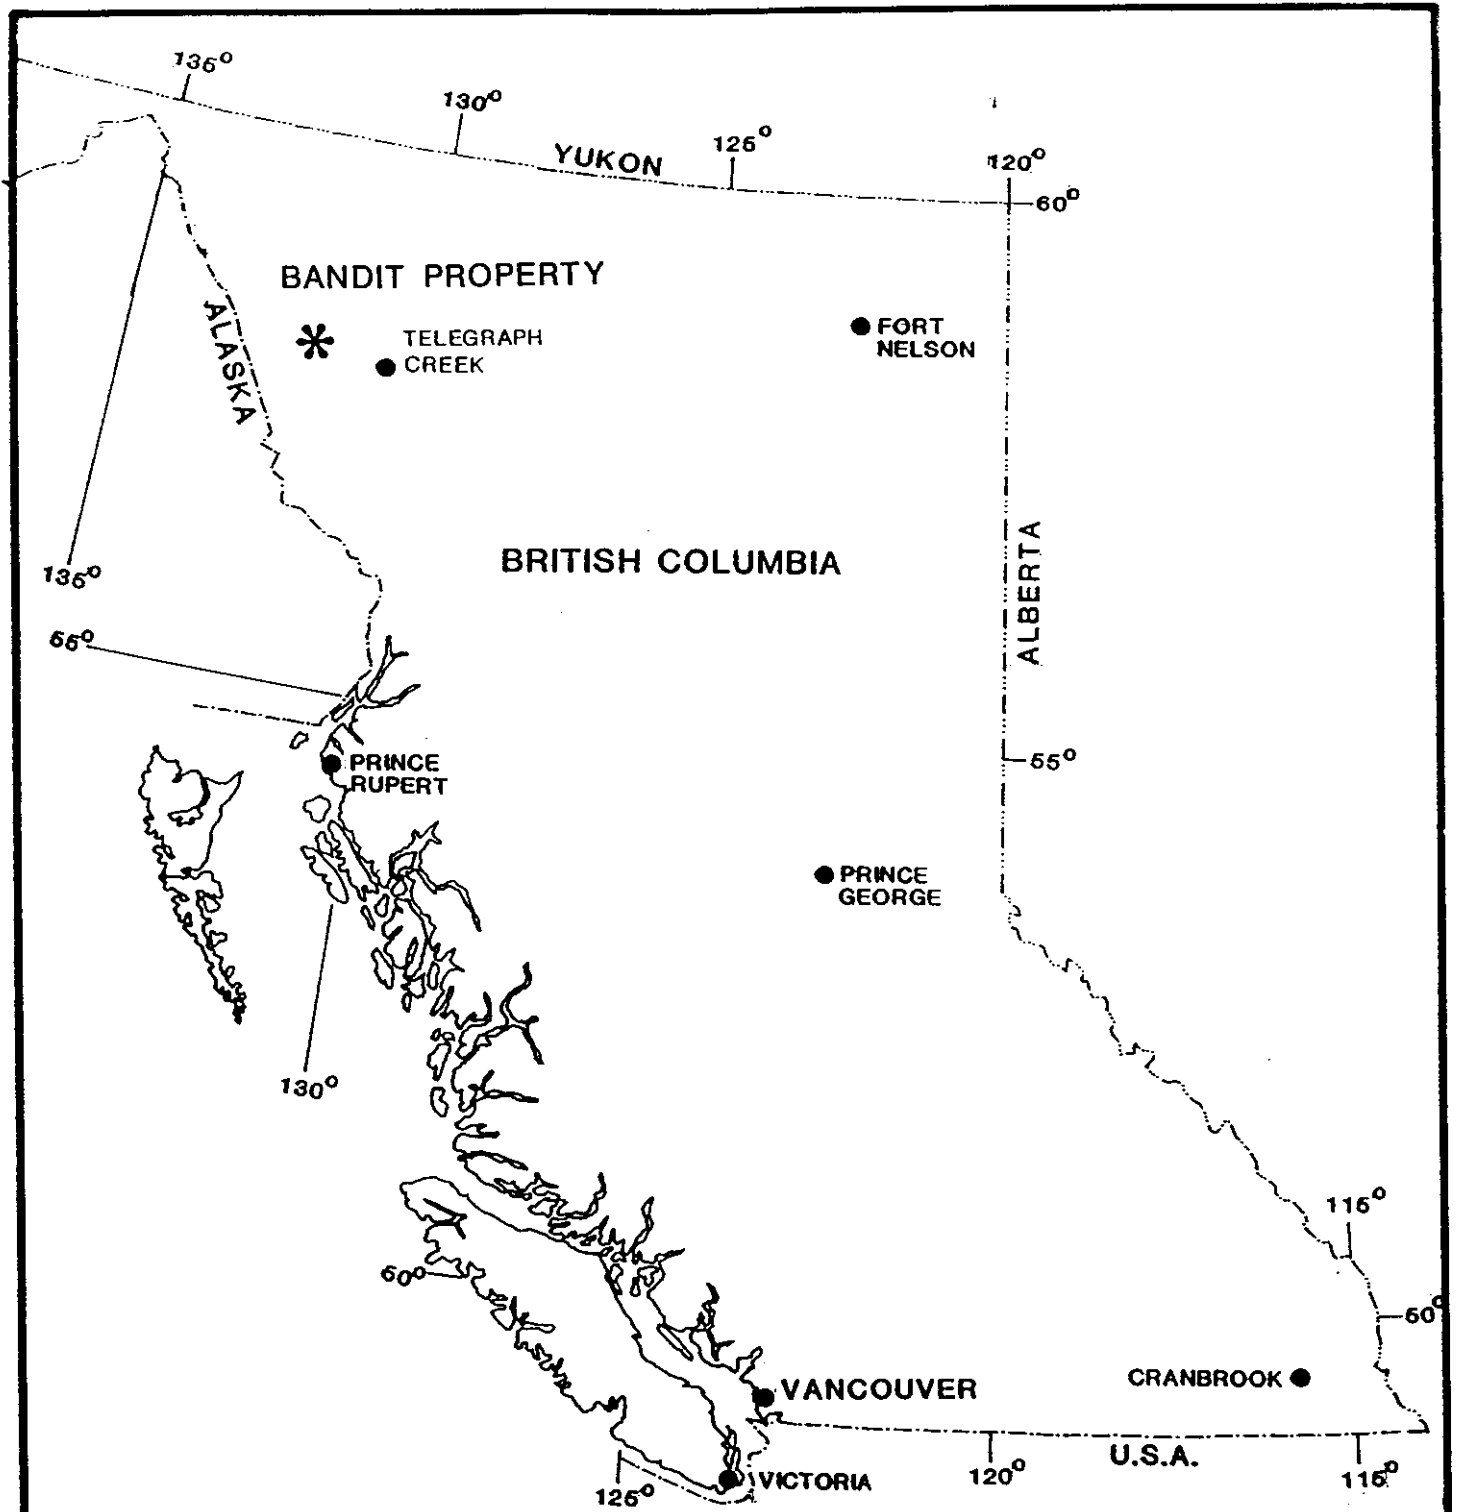 135°
130°
125°
YUKON
120°
60°
BANDIT PROPERTY
ALASKA
TELEGRAPH
CREEK
FORT
NELSON
135°
BRITISH COLUMBIA
ALBERTA
55°
PRINCE
RUPERT
55°
PRINCE
GEORGE
130°
115°
50°
50°
CRANBROOK
VANCOUVER
U.S.A.
VICTORIA
125°
120°
115°